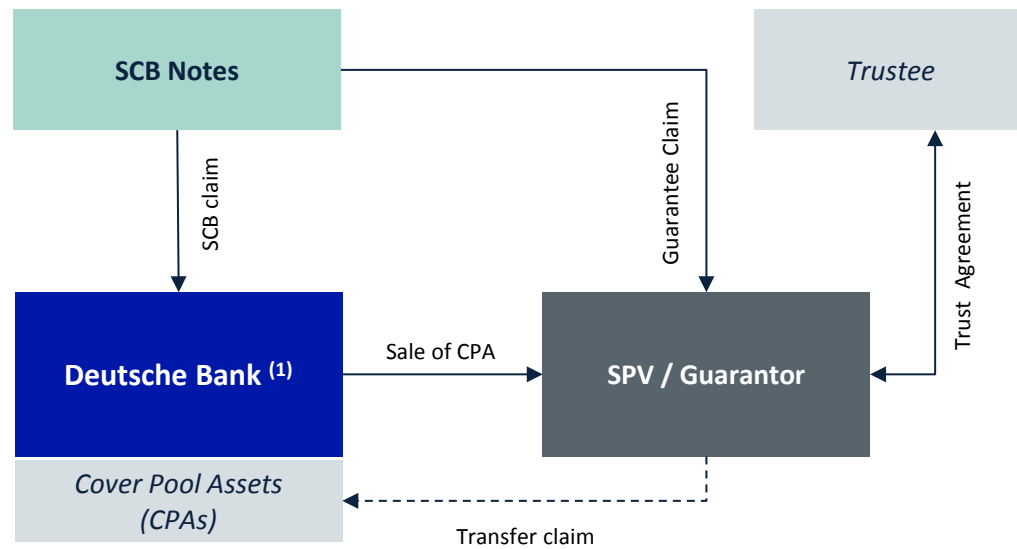 SCB Notes
Trustee
SCB claim
Guarantee Claim
Trust Agreement
Deutsche Bank (1)
Sale of CPA
SPV / Guarantor
Cover Pool Assets
(CPAs)
Transfer claim